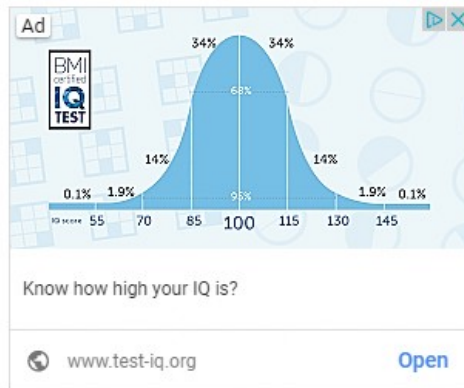 Ad
BMI
certified
IQ
TEST
34% 34%
68%
14% 14%
0.1% 1.9% 95% 1.9% 0.1%
IQ score 55 70 85 100 115 130 145
Know how high your IQ is?
www.test-iq.org Open